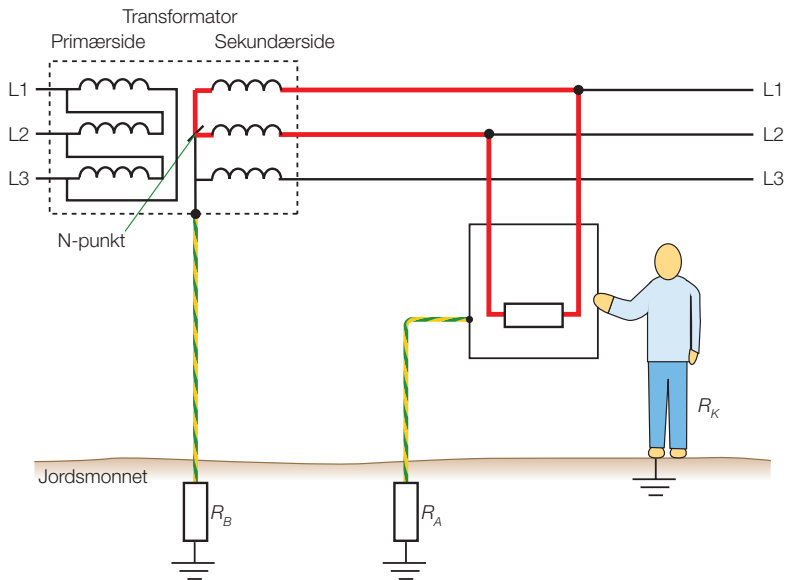 Transformator
Primærside
Sekundærside
L1
L1
L2
L2
L3
L3
N-punkt
R_K
Jordsmonnet
R_B
R_A